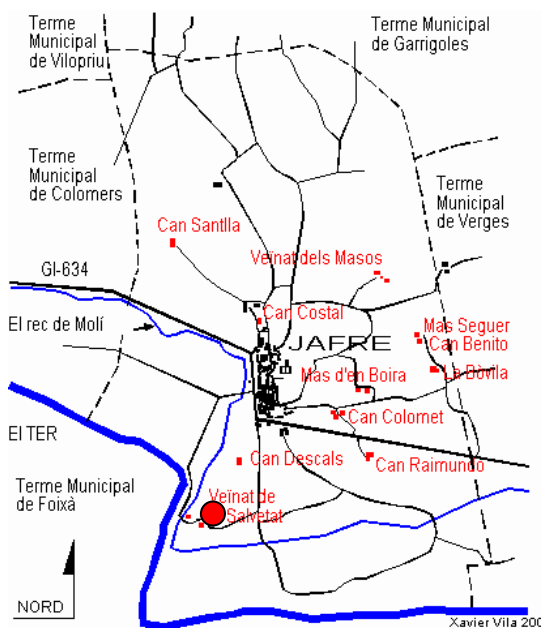 Terme
Municipal
de Vilopriu
Terme Municipal
de Garrigoles
Terme
Municipal
de Colomers
Terme
Municipal
de Verges
Can Santlla
Veïnat dels Masos
GI-634
Can Costal
El rec de Molí
JAFRE
Mas Seguer
Can Benito
Mas d'en Boira
La Bòvila
Can Colomet
El TER
Can Descals
Can Raimundo
Terme Municipal
de Foixà
Veïnat de
Salvetat
NORD
Xavier Vila 200